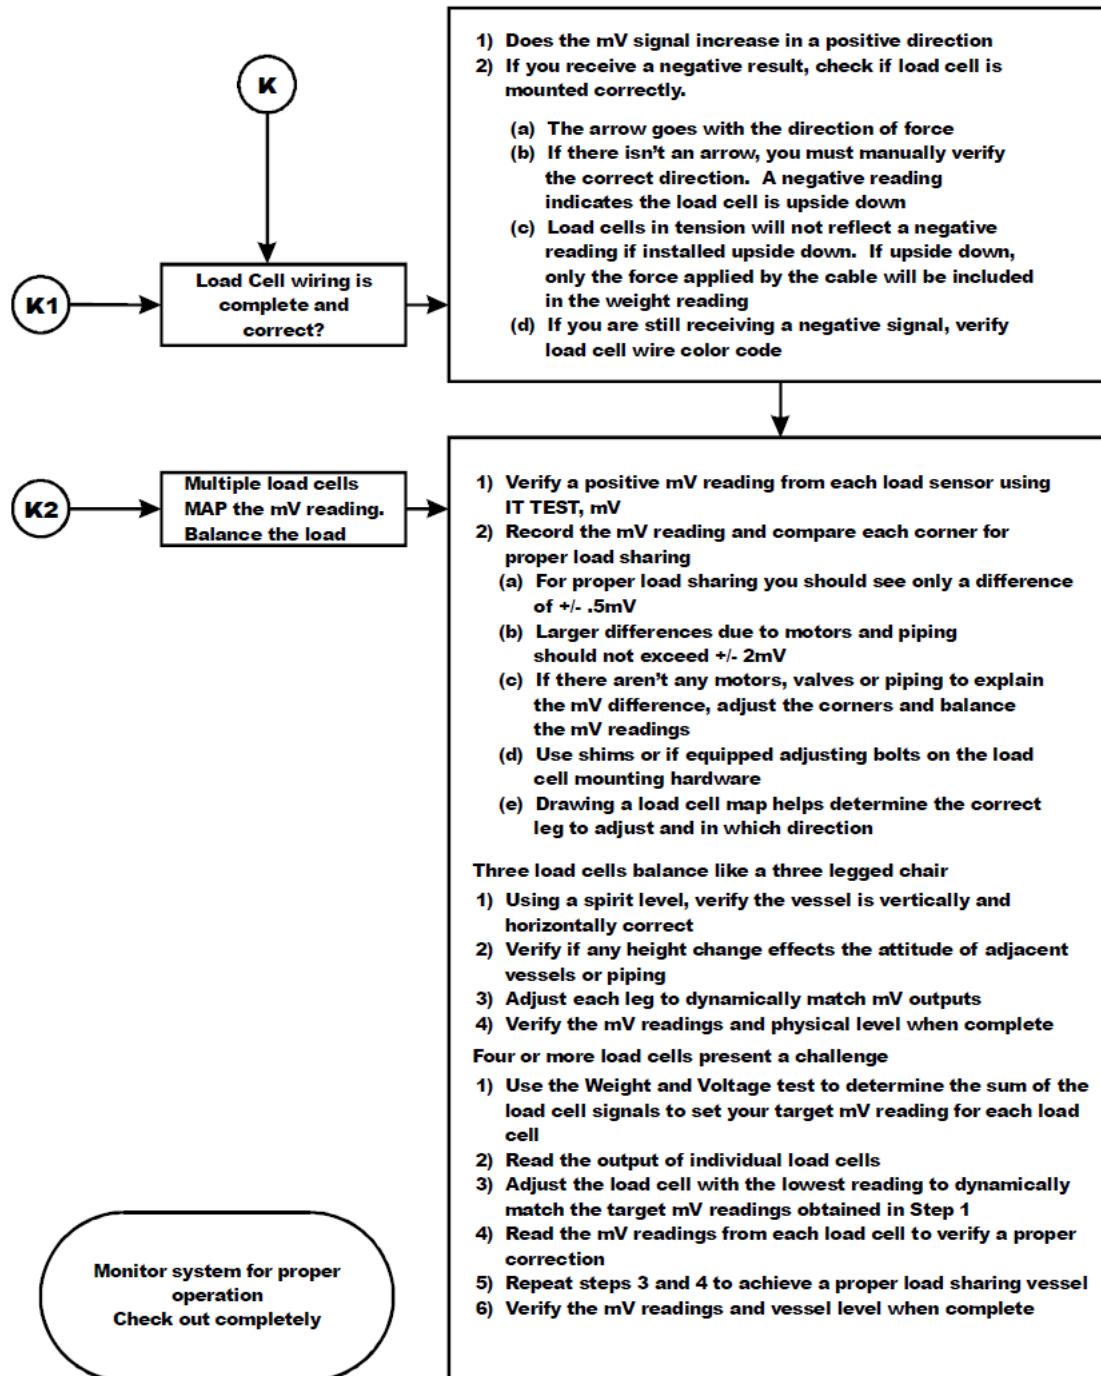 K
K1
Load Cell wiring is
complete and
correct?
1) Does the mV signal increase in a positive direction
2) If you receive a negative result, check if load cell is
mounted correctly.
(a) The arrow goes with the direction of force
(b) If there isn't an arrow, you must manually verify
the correct direction. A negative reading
indicates the load cell is upside down
(c) Load cells in tension will not reflect a negative
reading if installed upside down. If upside down,
only the force applied by the cable will be included
in the weight reading
(d) If you are still receiving a negative signal, verify
load cell wire color code
K2
Multiple load cells
MAP the mV reading.
Balance the load
1) Verify a positive mV reading from each load sensor using
IT TEST, mV
2) Record the mV reading and compare each corner for
proper load sharing
(a) For proper load sharing you should see only a difference
of +/- .5mV
(b) Larger differences due to motors and piping
should not exceed +/- 2mV
(c) If there aren't any motors, valves or piping to explain
the mV difference, adjust the corners and balance
the mV readings
(d) Use shims or if equipped adjusting bolts on the load
cell mounting hardware
(e) Drawing a load cell map helps determine the correct
leg to adjust and in which direction
Three load cells balance like a three legged chair
1) Using a spirit level, verify the vessel is vertically and
horizontally correct
2) Verify if any height change effects the attitude of adjacent
vessels or piping
3) Adjust each leg to dynamically match mV outputs
4) Verify the mV readings and physical level when complete
Four or more load cells present a challenge
1) Use the Weight and Voltage test to determine the sum of the
load cell signals to set your target mV reading for each load
cell
2) Read the output of individual load cells
3) Adjust the load cell with the lowest reading to dynamically
match the target mV readings obtained in Step 1
4) Read the mV readings from each load cell to verify a proper
correction
5) Repeat steps 3 and 4 to achieve a proper load sharing vessel
6) Verify the mV readings and vessel level when complete
Monitor system for proper
operation
Check out completely